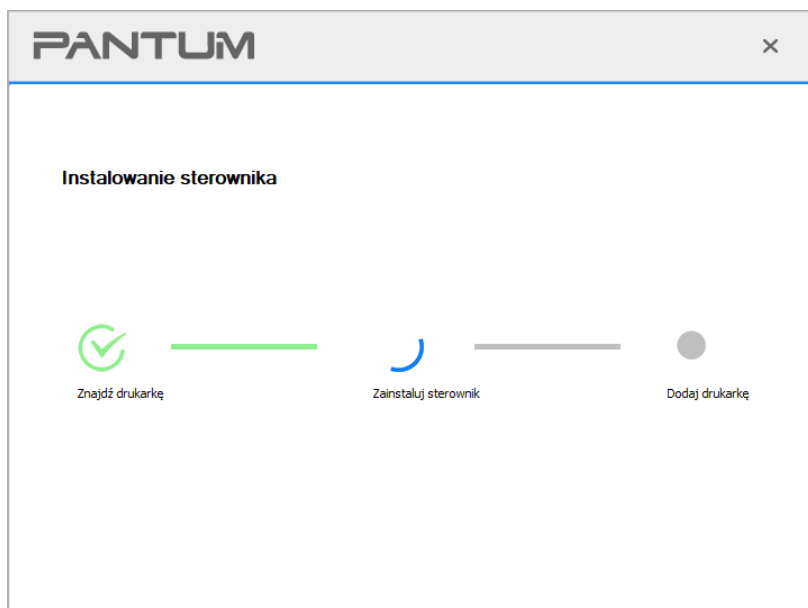 PANTUM
Instalowanie sterownika
Znajdź drukarkę
Zainstaluj sterownik
Dodaj drukarkę